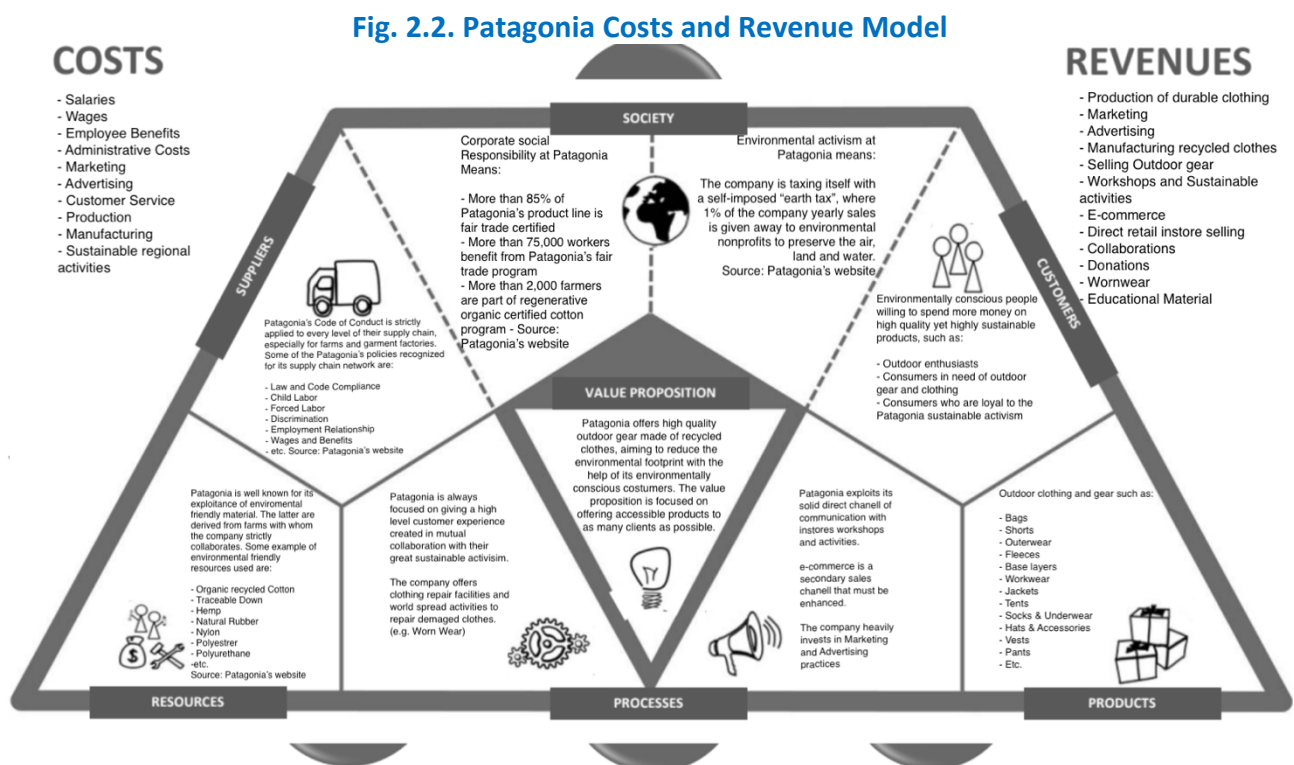 Fig. 2.2. Patagonia Costs and Revenue Model
COSTS
- Salaries
- Wages
- Employee Benefits
- Administrative Costs
- Marketing
- Advertising
- Customer Service
- Production
- Manufacturing
- Sustainable regional
activities
REVENUES
- Production of durable clothing
- Marketing
- Advertising
- Manufacturing recycled clothes
- Selling Outdoor gear
- Workshops and Sustainable
activities
- E-commerce
- Direct retail instore selling
- Collaborations
- Donations
- Wornwear
- Educational Material
SOCIETY
Corporate social
Responsibility at Patagonia
Means:
- More than 85% of
Patagonia's product line is
fair trade certified
- More than 75,000 workers
benefit from Patagonia's fair
trade program
- More than 2,000 farmers
are part of regenerative
organic certified cotton
program - Source:
Patagonia's website
Environmental activism at
Patagonia means:
The company is taxing itself with
a self-imposed "earth tax", where
1% of the company yearly sales
is given away to environmental
nonprofits to preserve the air,
land and water.
Source: Patagonia's website
SUPPLIERS
Patagonia's Code of Conduct is strictly
applied to every level of their supply chain,
especially for farms and garment factories.
Some of the Patagonia's policies recognized
for its supply chain network are:
- Law and Code Compliance
- Child Labor
- Forced Labor
- Discrimination
- Employment Relationship
- Wages and Benefits
- etc. Source: Patagonia's website
CUSTOMERS
Environmentally conscious people
willing to spend more money on
high quality yet highly sustainable
products, such as:
- Outdoor enthusiasts
- Consumers in need of outdoor
gear and clothing
- Consumers who are loyal to the
Patagonia sustainable activism
VALUE PROPOSITION
Patagonia offers high quality
outdoor gear made of recycled
clothes, aiming to reduce the
environmental footprint with the
help of its environmentally
conscious costumers. The value
proposition is focused on
offering accessible products to
as many clients as possible.
Patagonia is well known for its
exploitance of enviromental
friendly material. The latter are
derived from farms with whom
the company strictly
collaborates. Some example of
environmental friendly
resources used are:
- Organic recycled Cotton
- Traceable Down
- Hemp
- Natural Rubber
- Nylon
- Polyestrer
- Polyurethane
-etc.
Source: Patagonia's website
$
RESOURCES
Patagonia is always
focused on giving a high
level customer experience
created in mutual
collaboration with their
great sustainable activisim.
The company offers
clothing repair facilities and
world spread activities to
repair demaged clothes.
(e.g. Worn Wear)
PROCESSES
Patagonia exploits its
solid direct chanell of
communication with
instores workshops
and activities.
e-commerce is a
secondary sales
chanell that must be
enhanced.
The company heavily
invests in Marketing
and Advertising
practices
Outdoor clothing and gear such as:
- Bags
- Shorts
- Outerwear
- Fleeces
- Base layers
- Workwear
- Jackets
- Tents
- Socks & Underwear
- Hats & Accessories
- Vests
- Pants
- Etc.
PRODUCTS